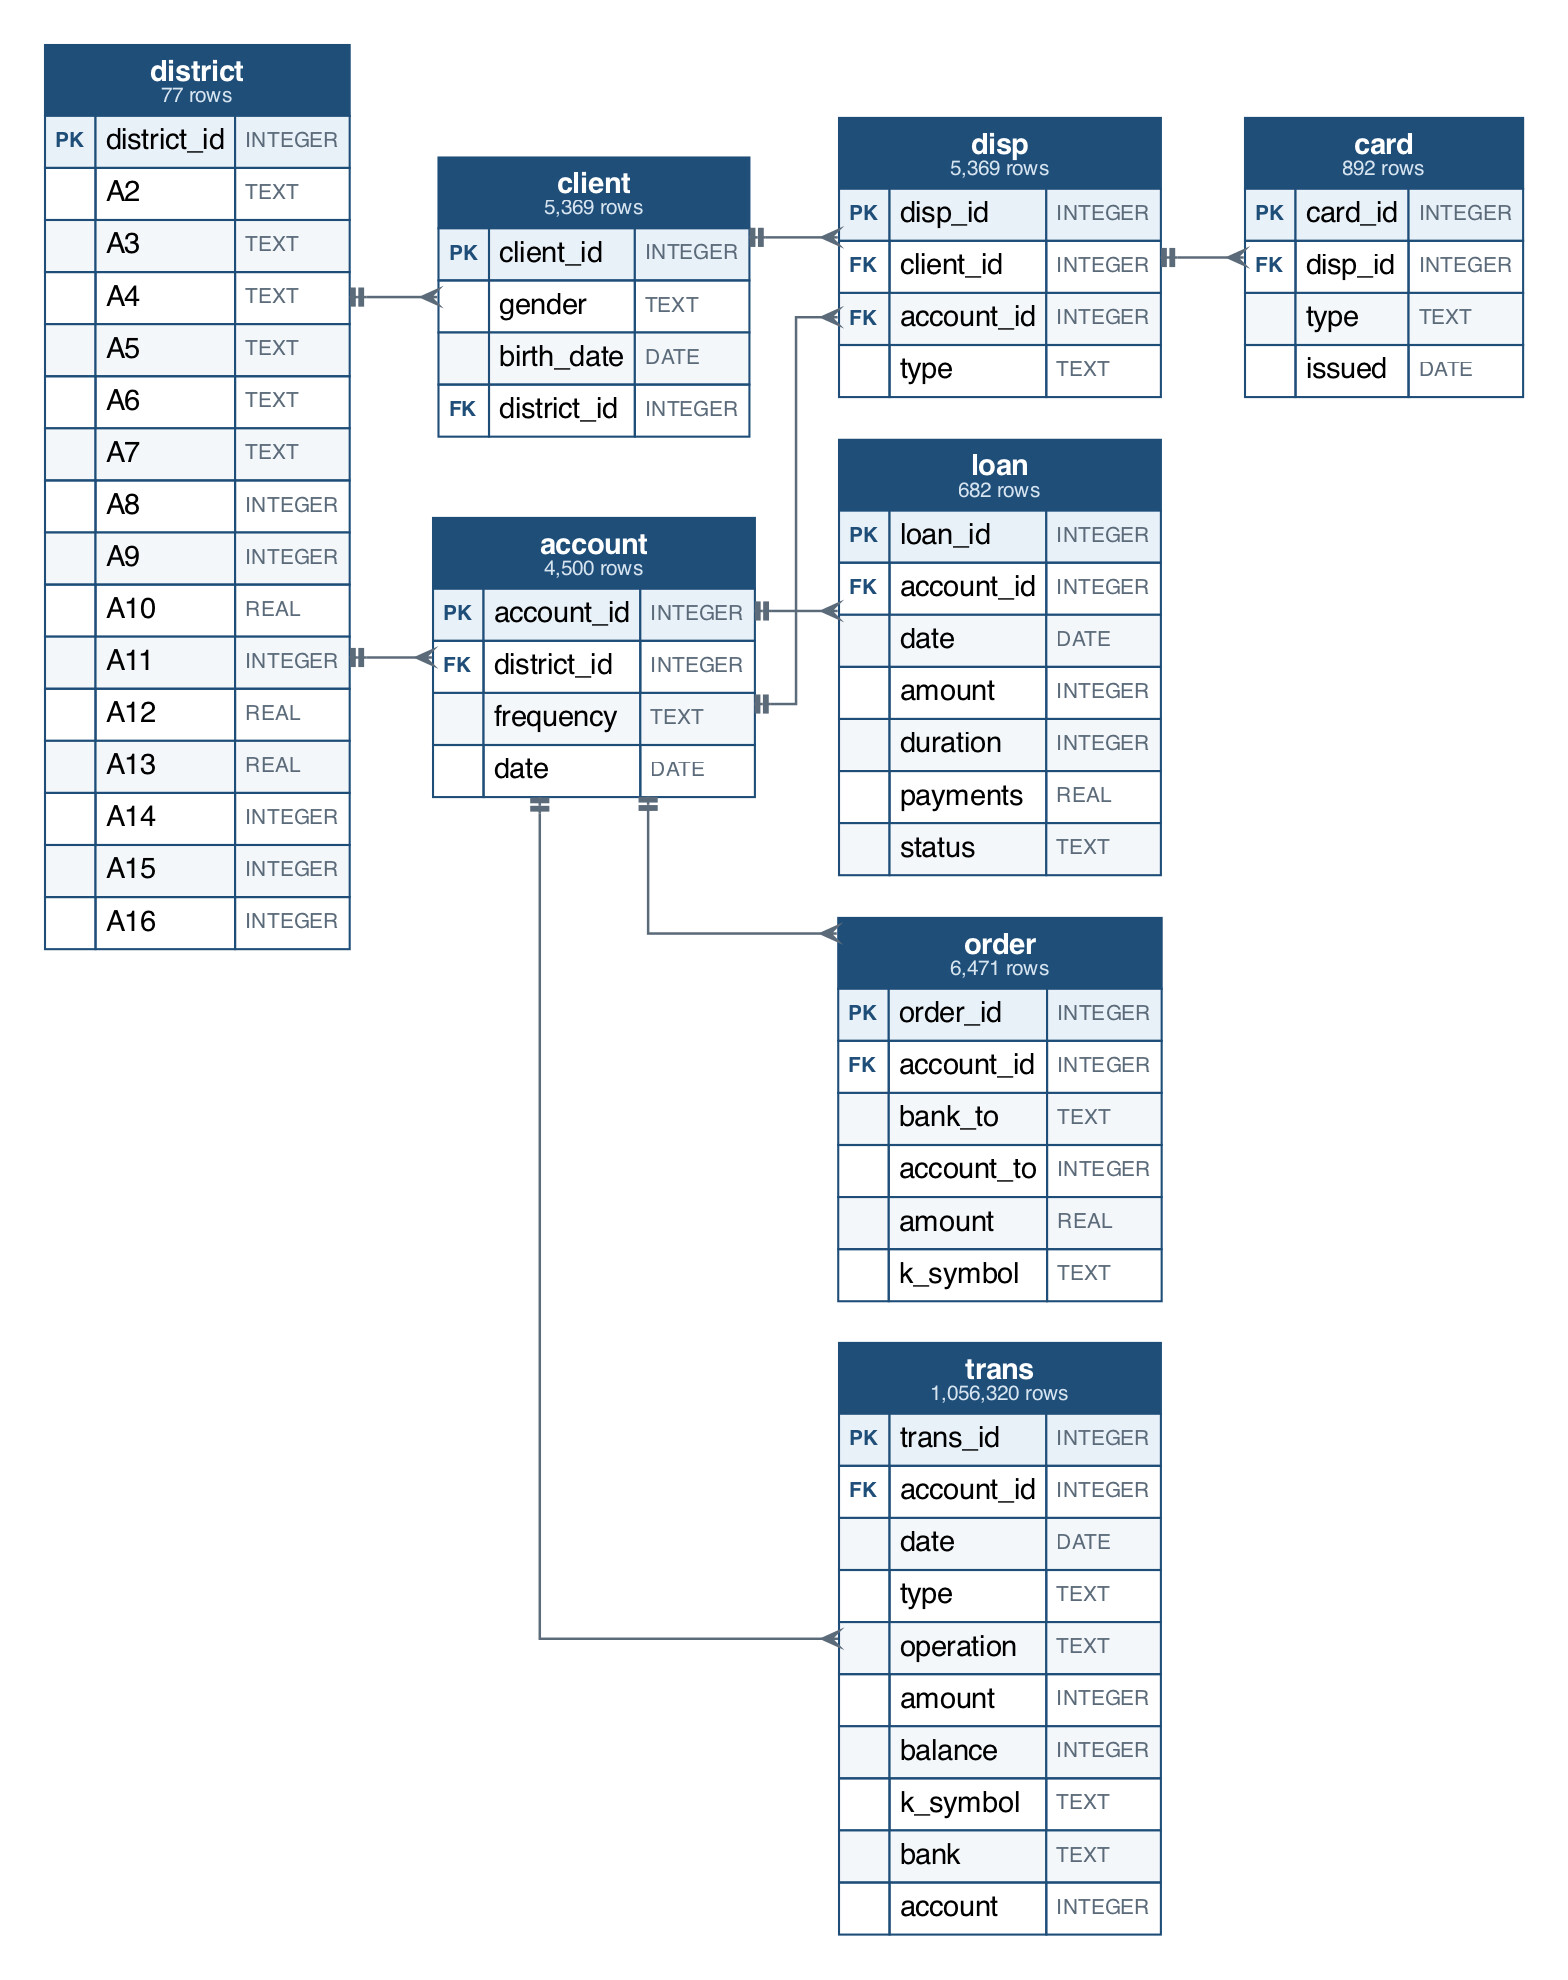 district
77 rows
PK district_id INTEGER
A2 TEXT
A3 TEXT
A4 TEXT
A5 TEXT
A6 TEXT
A7 TEXT
A8 INTEGER
A9 INTEGER
A10 REAL
A11 INTEGER
A12 REAL
A13 REAL
A14 INTEGER
A15 INTEGER
A16 INTEGER
client
5,369 rows
PK client_id INTEGER
gender TEXT
birth_date DATE
FK district_id INTEGER
account
4,500 rows
PK account_id INTEGER
FK district_id INTEGER
frequency TEXT
date DATE
disp
5,369 rows
PK disp_id INTEGER
FK client_id INTEGER
FK account_id INTEGER
type TEXT
card
892 rows
PK card_id INTEGER
FK disp_id INTEGER
type TEXT
issued DATE
loan
682 rows
PK loan_id INTEGER
FK account_id INTEGER
date DATE
amount INTEGER
duration INTEGER
payments REAL
status TEXT
order
6,471 rows
PK order_id INTEGER
FK account_id INTEGER
bank_to TEXT
account_to INTEGER
amount REAL
k_symbol TEXT
trans
1,056,320 rows
PK trans_id INTEGER
FK account_id INTEGER
date DATE
type TEXT
operation TEXT
amount INTEGER
balance INTEGER
k_symbol TEXT
bank TEXT
account INTEGER